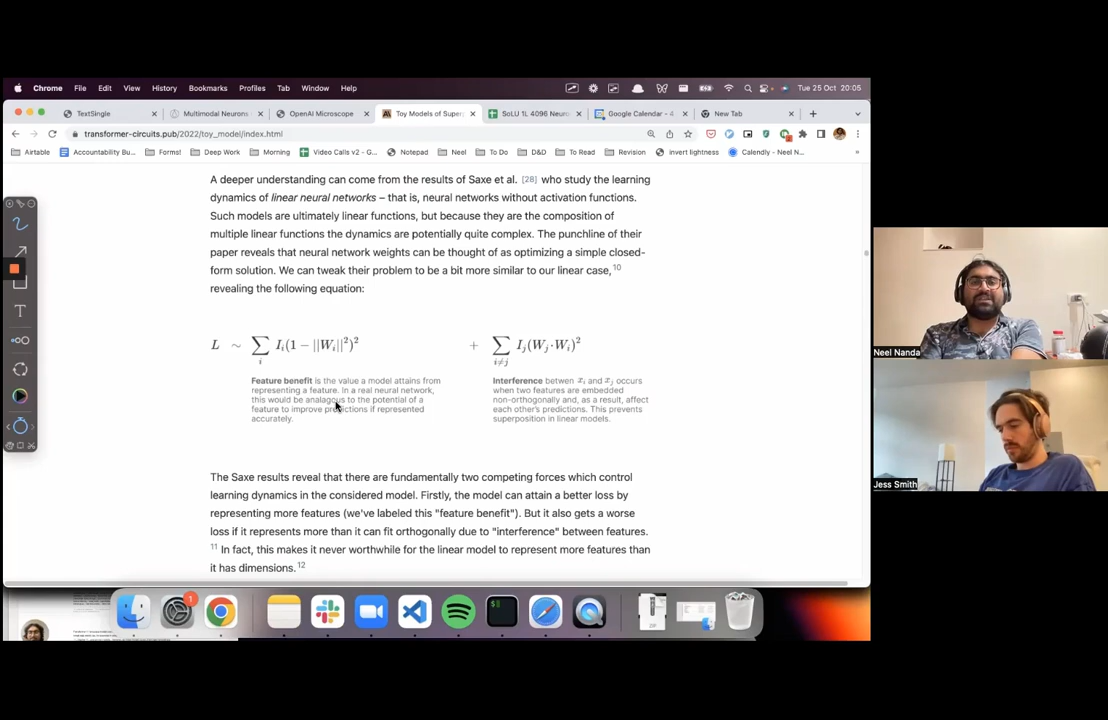 Chrome File Edit View History Bookmarks Profiles Tab Window Help Tue 25 Oct 20:05
TextSingle Multimodal Neurons OpenAI Microscope Toy Models of Superp SoLU 1L 4096 Neuro Google Calendar - 4 New Tab
transformer-circuits.pub/2022/toy_model/index.html
Airtable Accountability Bu... Forms! Deep Work Morning Video Calls v2 - G... Notepad Neel To Do D&D To Read Revision invert lightness Calendly - Neel N...
A deeper understanding can come from the results of Saxe et al. [28] who study the learning
dynamics of linear neural networks – that is, neural networks without activation functions.
Such models are ultimately linear functions, but because they are the composition of
multiple linear functions the dynamics are potentially quite complex. The punchline of their
paper reveals that neural network weights can be thought of as optimizing a simple closed-
form solution. We can tweak their problem to be a bit more similar to our linear case,10
revealing the following equation:
L ∼ ∑i Ii(1 − ||Wi||²)² + ∑i≠j Ij(Wj·Wi)²
Feature benefit is the value a model attains from
representing a feature. In a real neural network,
this would be analagous to the potential of a
feature to improve predictions if represented
accurately.
Interference betwen xi and xj occurs
when two features are embedded
non-orthogonally and, as a result, affect
each other's predictions. This prevents
superposition in linear models.
The Saxe results reveal that there are fundamentally two competing forces which control
learning dynamics in the considered model. Firstly, the model can attain a better loss by
representing more features (we've labeled this "feature benefit"). But it also gets a worse
loss if it represents more than it can fit orthogonally due to "interference" between features.
11 In fact, this makes it never worthwhile for the linear model to represent more features than
it has dimensions.12
Neel Nanda
Jess Smith
T
1
ZIP